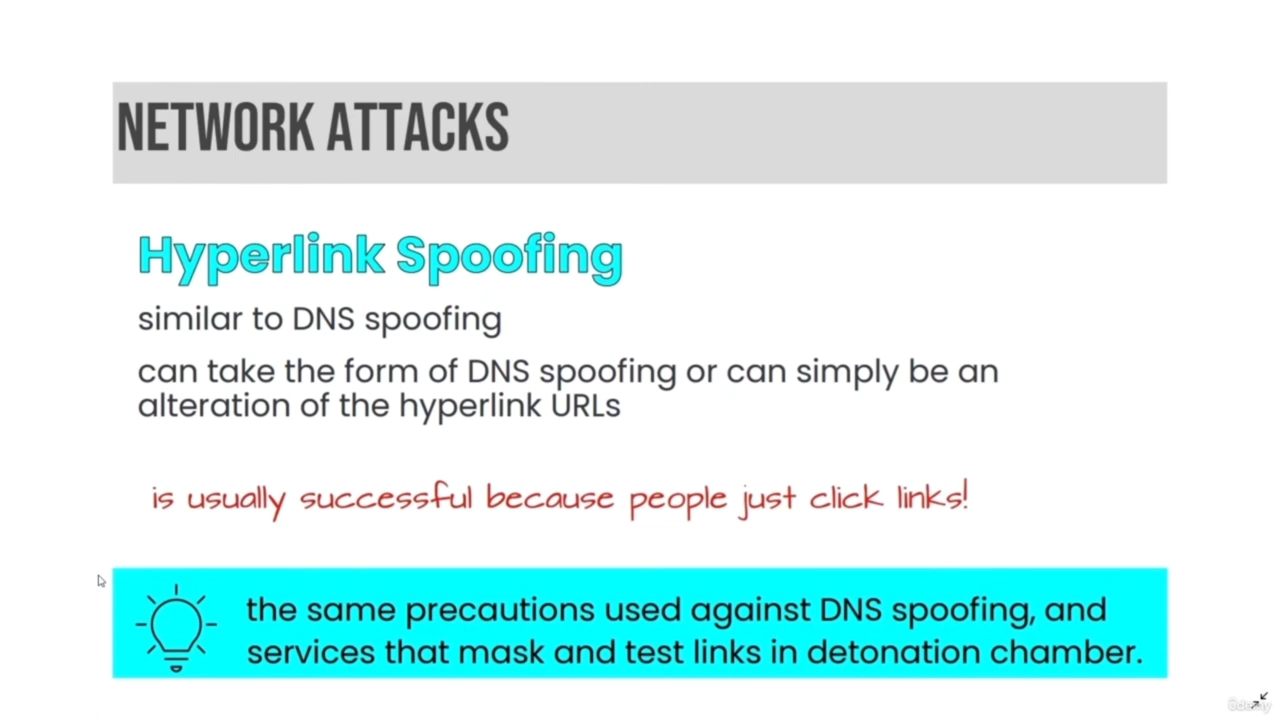 NETWORK ATTACKS
Hyperlink Spoofing
similar to DNS spoofing
can take the form of DNS spoofing or can simply be an
alteration of the hyperlink URLs
is usually successful because people just click links!
the same precautions used against DNS spoofing, and
services that mask and test links in detonation chamber.
ûdemy